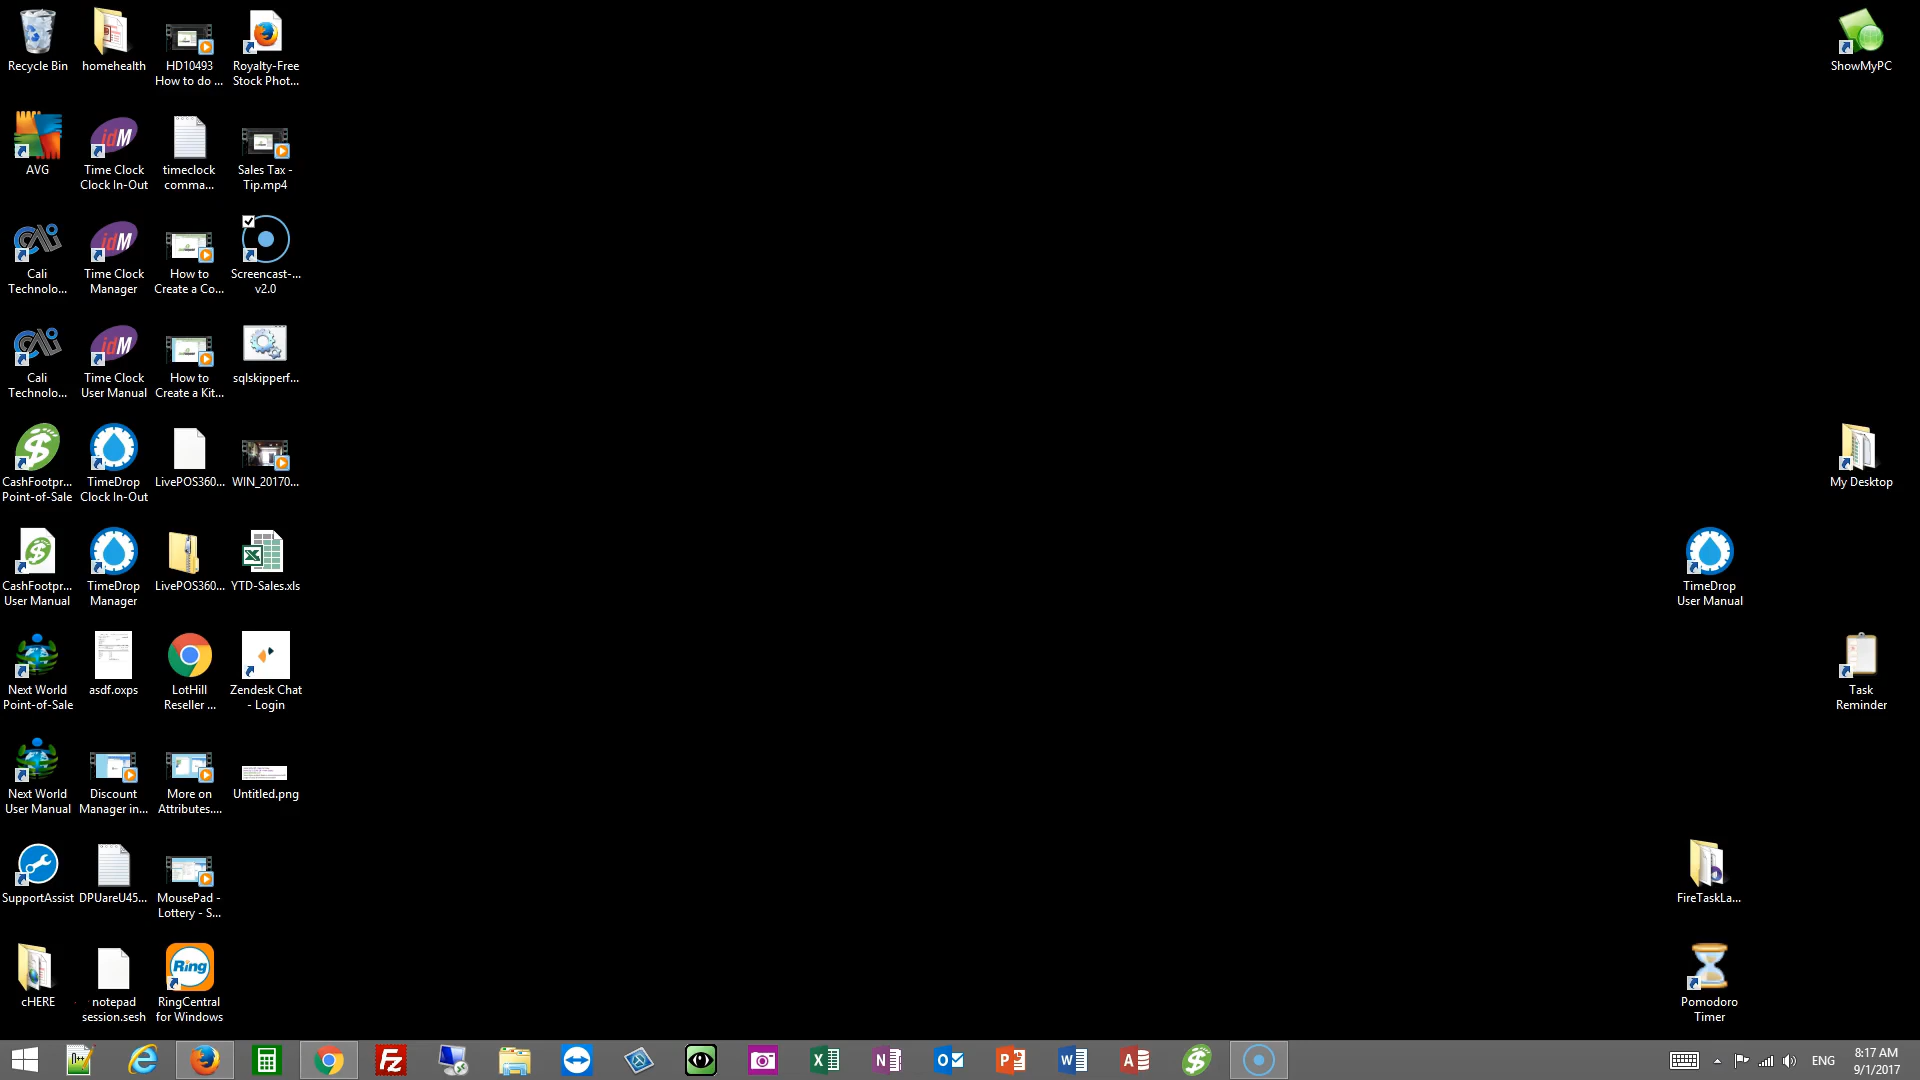 Recycle Bin
homehealth
HD10493
How to do ...
Royalty-Free
Stock Phot...
ShowMyPC
AVG
Time Clock
Clock In-Out
timeclock
comma...
Sales Tax -
Tip.mp4
Cali
Technolo...
Time Clock
Manager
How to
Create a Co...
Screencast-...
v2.0
Cali
Technolo...
Time Clock
User Manual
How to
Create a Kit...
sqlskipperf...
CashFootpr...
Point-of-Sale
TimeDrop
Clock In-Out
LivePOS360...
WIN_20170...
My Desktop
CashFootpr...
User Manual
TimeDrop
Manager
LivePOS360...
YTD-Sales.xls
TimeDrop
User Manual
Next World
Point-of-Sale
asdf.oxps
LotHill
Reseller ...
Zendesk Chat
- Login
Task
Reminder
Next World
User Manual
Discount
Manager in...
More on
Attributes....
Untitled.png
SupportAssist
DPUareU45...
MousePad -
Lottery - S...
FireTaskLa...
cHERE
notepad
session.sesh
Ring
RingCentral
for Windows
Pomodoro
Timer
ENG
8:17 AM
9/1/2017